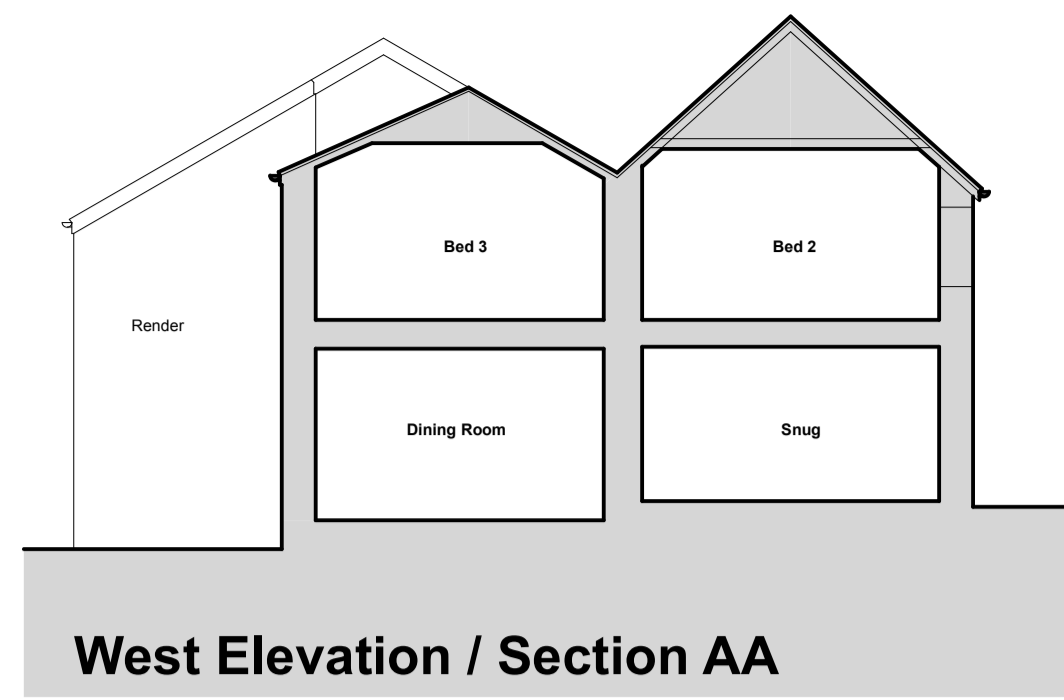 Bed 3
Bed 2
Render
Dining Room
Snug
West Elevation / Section AA